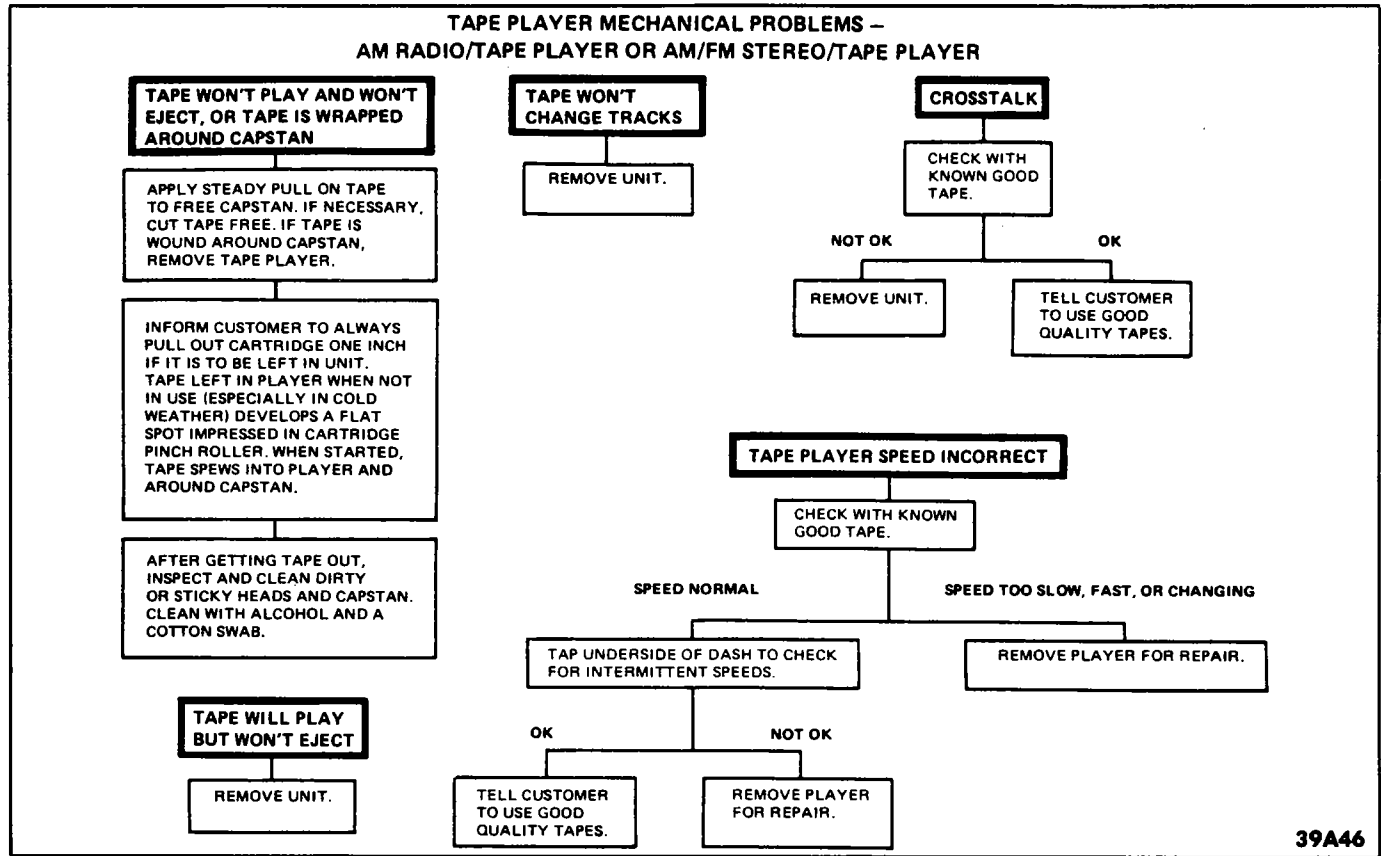 TAPE PLAYER MECHANICAL PROBLEMS –
AM RADIO/TAPE PLAYER OR AM/FM STEREO/TAPE PLAYER
TAPE WON'T PLAY AND WON'T
EJECT, OR TAPE IS WRAPPED
AROUND CAPSTAN
APPLY STEADY PULL ON TAPE
TO FREE CAPSTAN. IF NECESSARY,
CUT TAPE FREE. IF TAPE IS
WOUND AROUND CAPSTAN,
REMOVE TAPE PLAYER.
INFORM CUSTOMER TO ALWAYS
PULL OUT CARTRIDGE ONE INCH
IF IT IS TO BE LEFT IN UNIT.
TAPE LEFT IN PLAYER WHEN NOT
IN USE (ESPECIALLY IN COLD
WEATHER) DEVELOPS A FLAT
SPOT IMPRESSED IN CARTRIDGE
PINCH ROLLER. WHEN STARTED,
TAPE SPEWS INTO PLAYER AND
AROUND CAPSTAN.
AFTER GETTING TAPE OUT,
INSPECT AND CLEAN DIRTY
OR STICKY HEADS AND CAPSTAN.
CLEAN WITH ALCOHOL AND A
COTTON SWAB.
TAPE WILL PLAY
BUT WON'T EJECT
REMOVE UNIT.
TAPE WON'T
CHANGE TRACKS
REMOVE UNIT.
CROSSTALK
CHECK WITH
KNOWN GOOD
TAPE.
NOT OK
OK
REMOVE UNIT.
TELL CUSTOMER
TO USE GOOD
QUALITY TAPES.
TAPE PLAYER SPEED INCORRECT
CHECK WITH KNOWN
GOOD TAPE.
SPEED NORMAL
SPEED TOO SLOW, FAST, OR CHANGING
TAP UNDERSIDE OF DASH TO CHECK
FOR INTERMITTENT SPEEDS.
REMOVE PLAYER FOR REPAIR.
OK
NOT OK
TELL CUSTOMER
TO USE GOOD
QUALITY TAPES.
REMOVE PLAYER
FOR REPAIR.
39A46